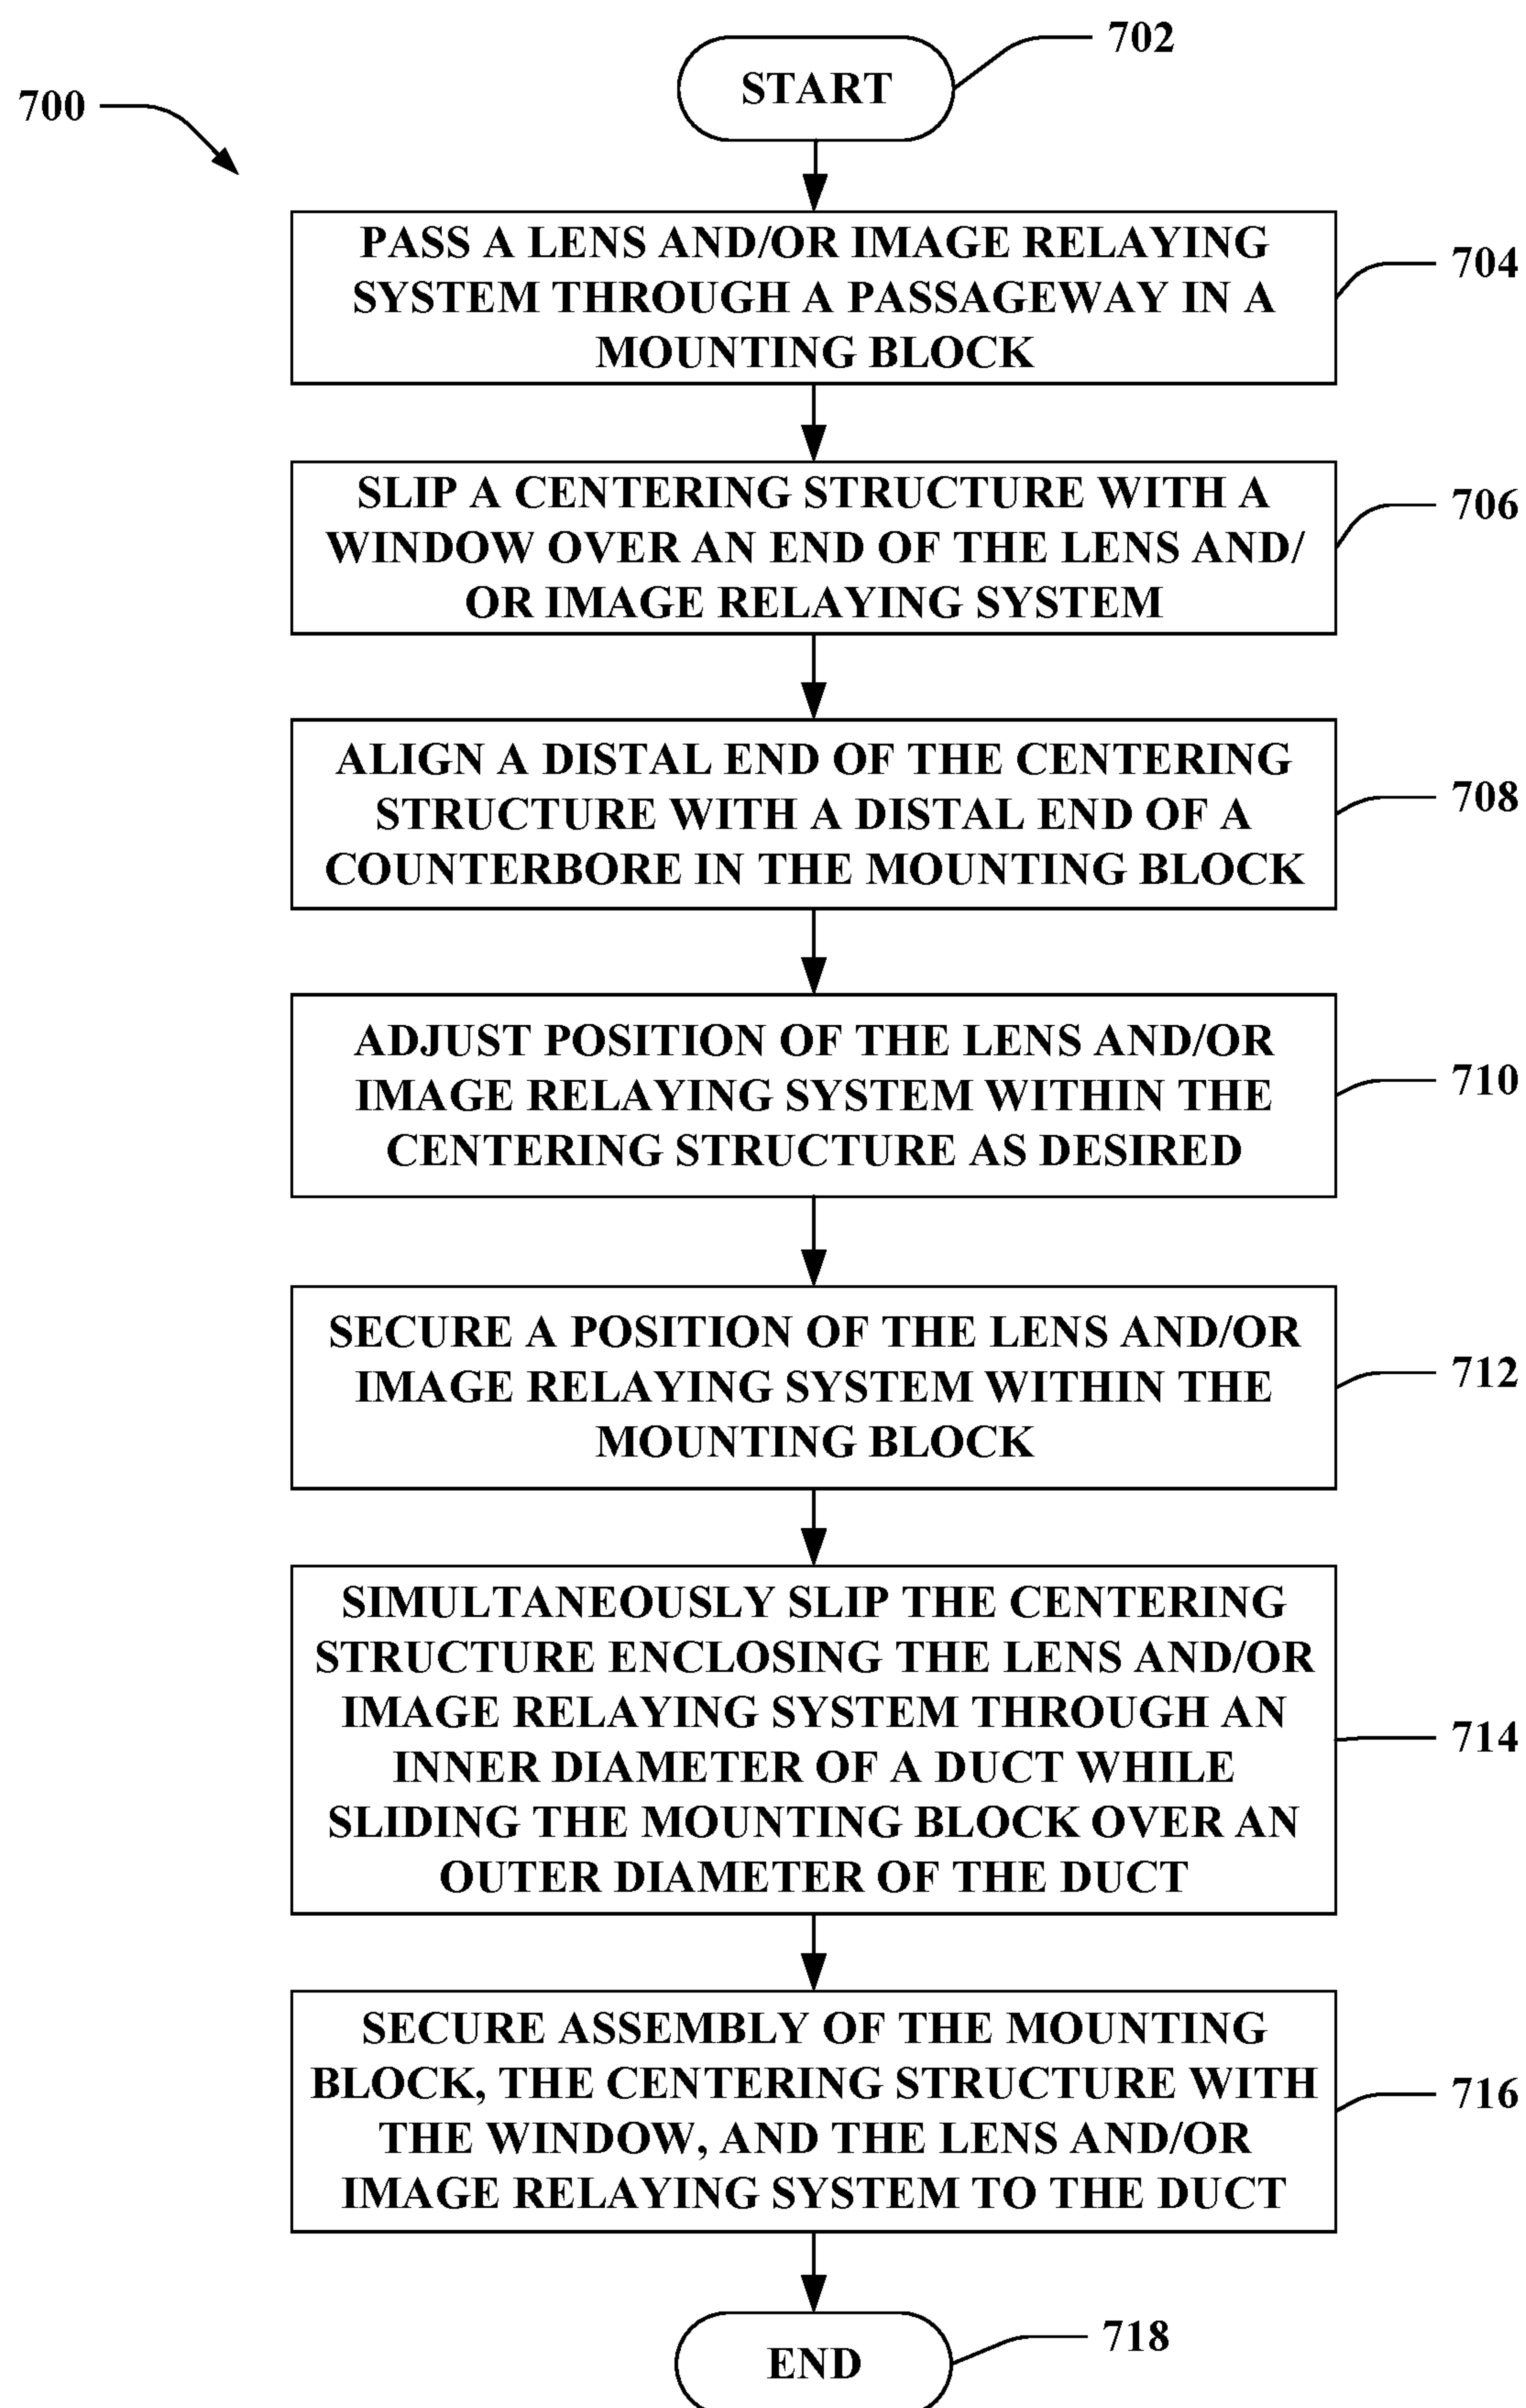 702
START
700
PASS A LENS AND/OR IMAGE RELAYING
SYSTEM THROUGH A PASSAGEWAY IN A
MOUNTING BLOCK
704
SLIP A CENTERING STRUCTURE WITH A
WINDOW OVER AN END OF THE LENS AND/
OR IMAGE RELAYING SYSTEM
706
ALIGN A DISTAL END OF THE CENTERING
STRUCTURE WITH A DISTAL END OF A
COUNTERBORE IN THE MOUNTING BLOCK
708
ADJUST POSITION OF THE LENS AND/OR
IMAGE RELAYING SYSTEM WITHIN THE
CENTERING STRUCTURE AS DESIRED
710
SECURE A POSITION OF THE LENS AND/OR
IMAGE RELAYING SYSTEM WITHIN THE
MOUNTING BLOCK
712
SIMULTANEOUSLY SLIP THE CENTERING
STRUCTURE ENCLOSING THE LENS AND/OR
IMAGE RELAYING SYSTEM THROUGH AN
INNER DIAMETER OF A DUCT WHILE
SLIDING THE MOUNTING BLOCK OVER AN
OUTER DIAMETER OF THE DUCT
714
SECURE ASSEMBLY OF THE MOUNTING
BLOCK, THE CENTERING STRUCTURE WITH
THE WINDOW, AND THE LENS AND/OR
IMAGE RELAYING SYSTEM TO THE DUCT
716
END
718